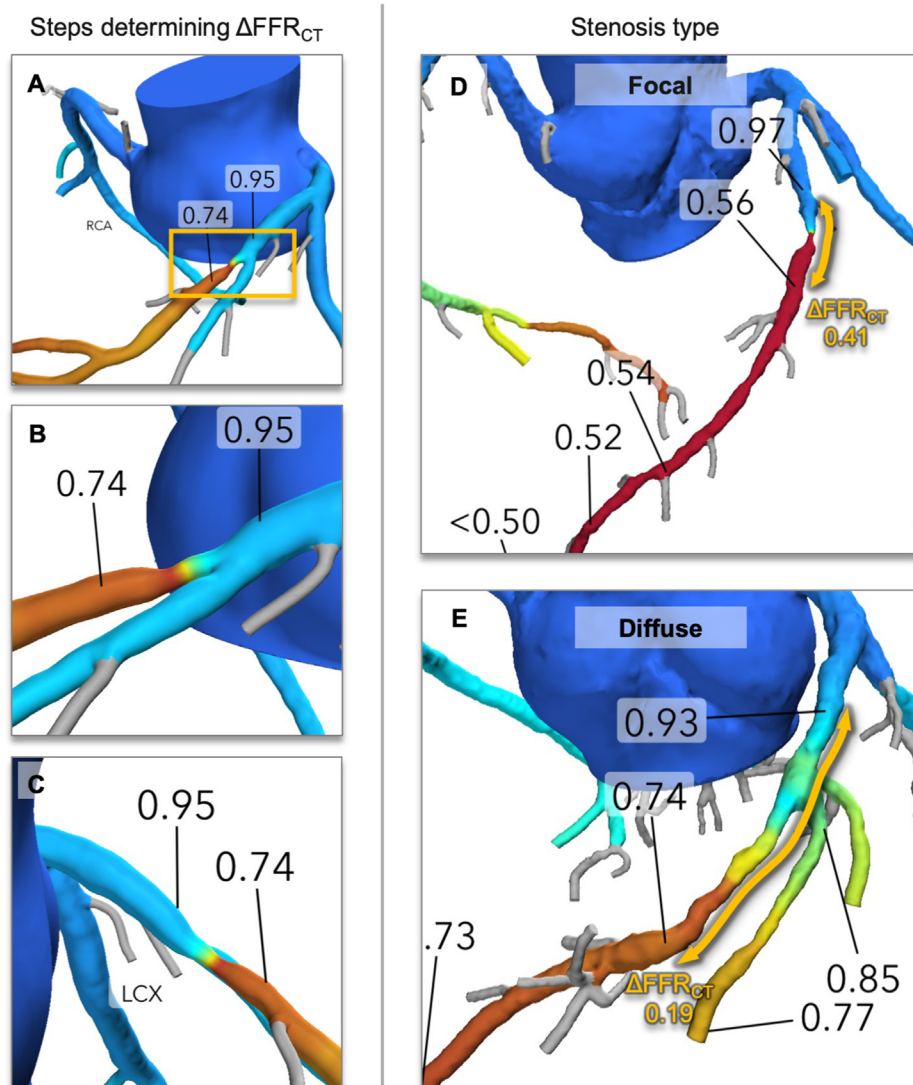 Steps determining ΔFFRCT
Stenosis type
A
0.95
0.74
RCA
B
0.95
0.74
C
0.95
0.74
LCX
D
Focal
0.97
0.56
ΔFFRCT
0.41
0.54
0.52
<0.50
E
Diffuse
0.93
0.74
.73
ΔFFRCT
0.19
0.85
0.77